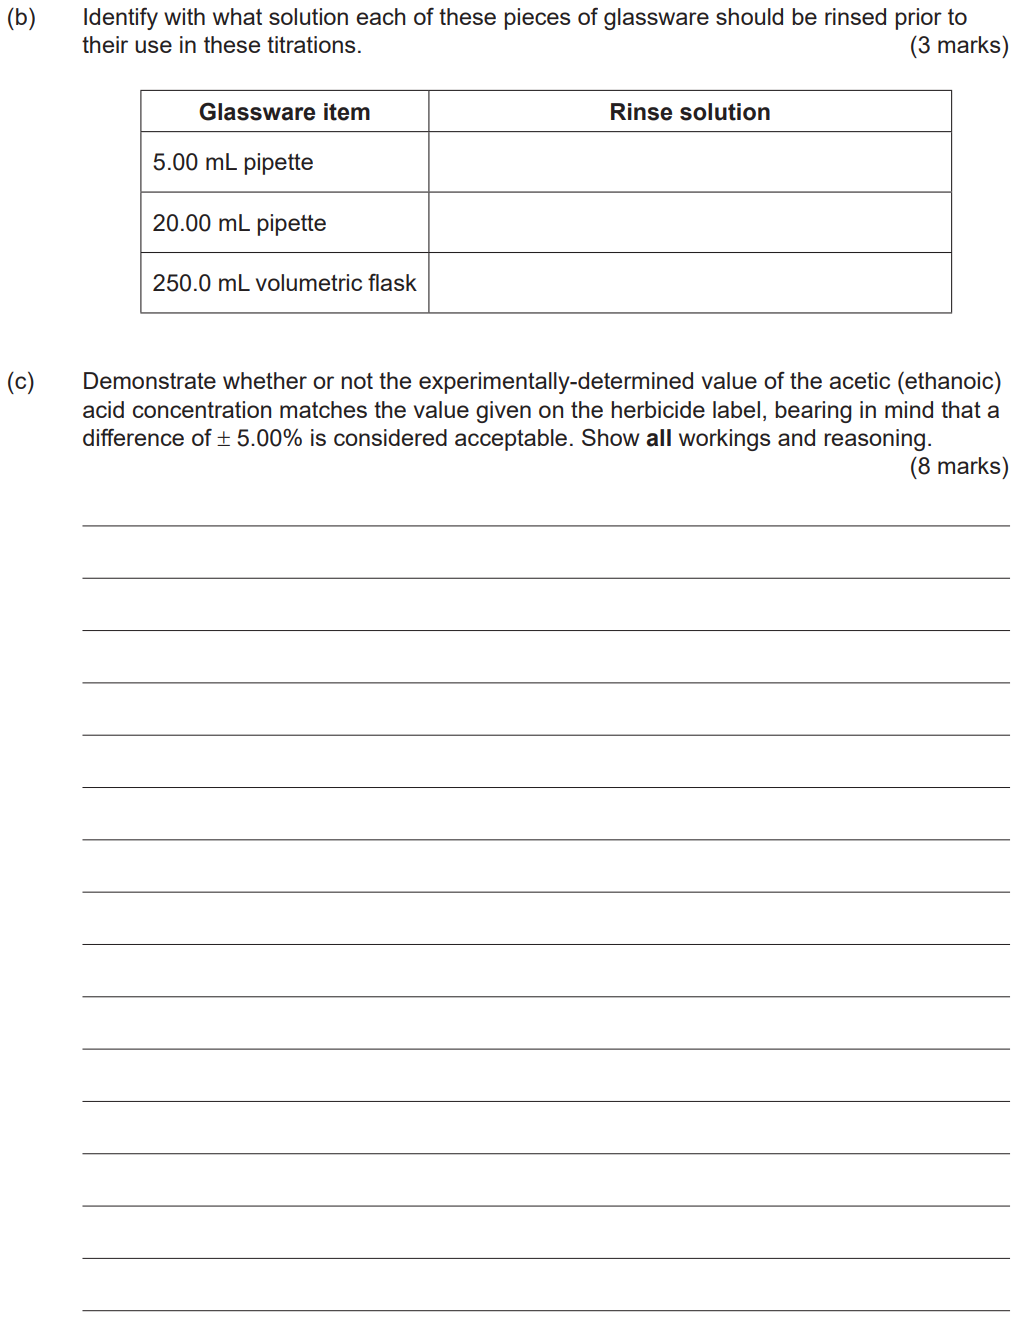 (b) Identify with what solution each of these pieces of glassware should be rinsed prior to
their use in these titrations. (3 marks)
Glassware item Rinse solution
5.00 mL pipette
20.00 mL pipette
250.0 mL volumetric flask
(c) Demonstrate whether or not the experimentally-determined value of the acetic (ethanoic)
acid concentration matches the value given on the herbicide label, bearing in mind that a
difference of ± 5.00% is considered acceptable. Show all workings and reasoning.
(8 marks)